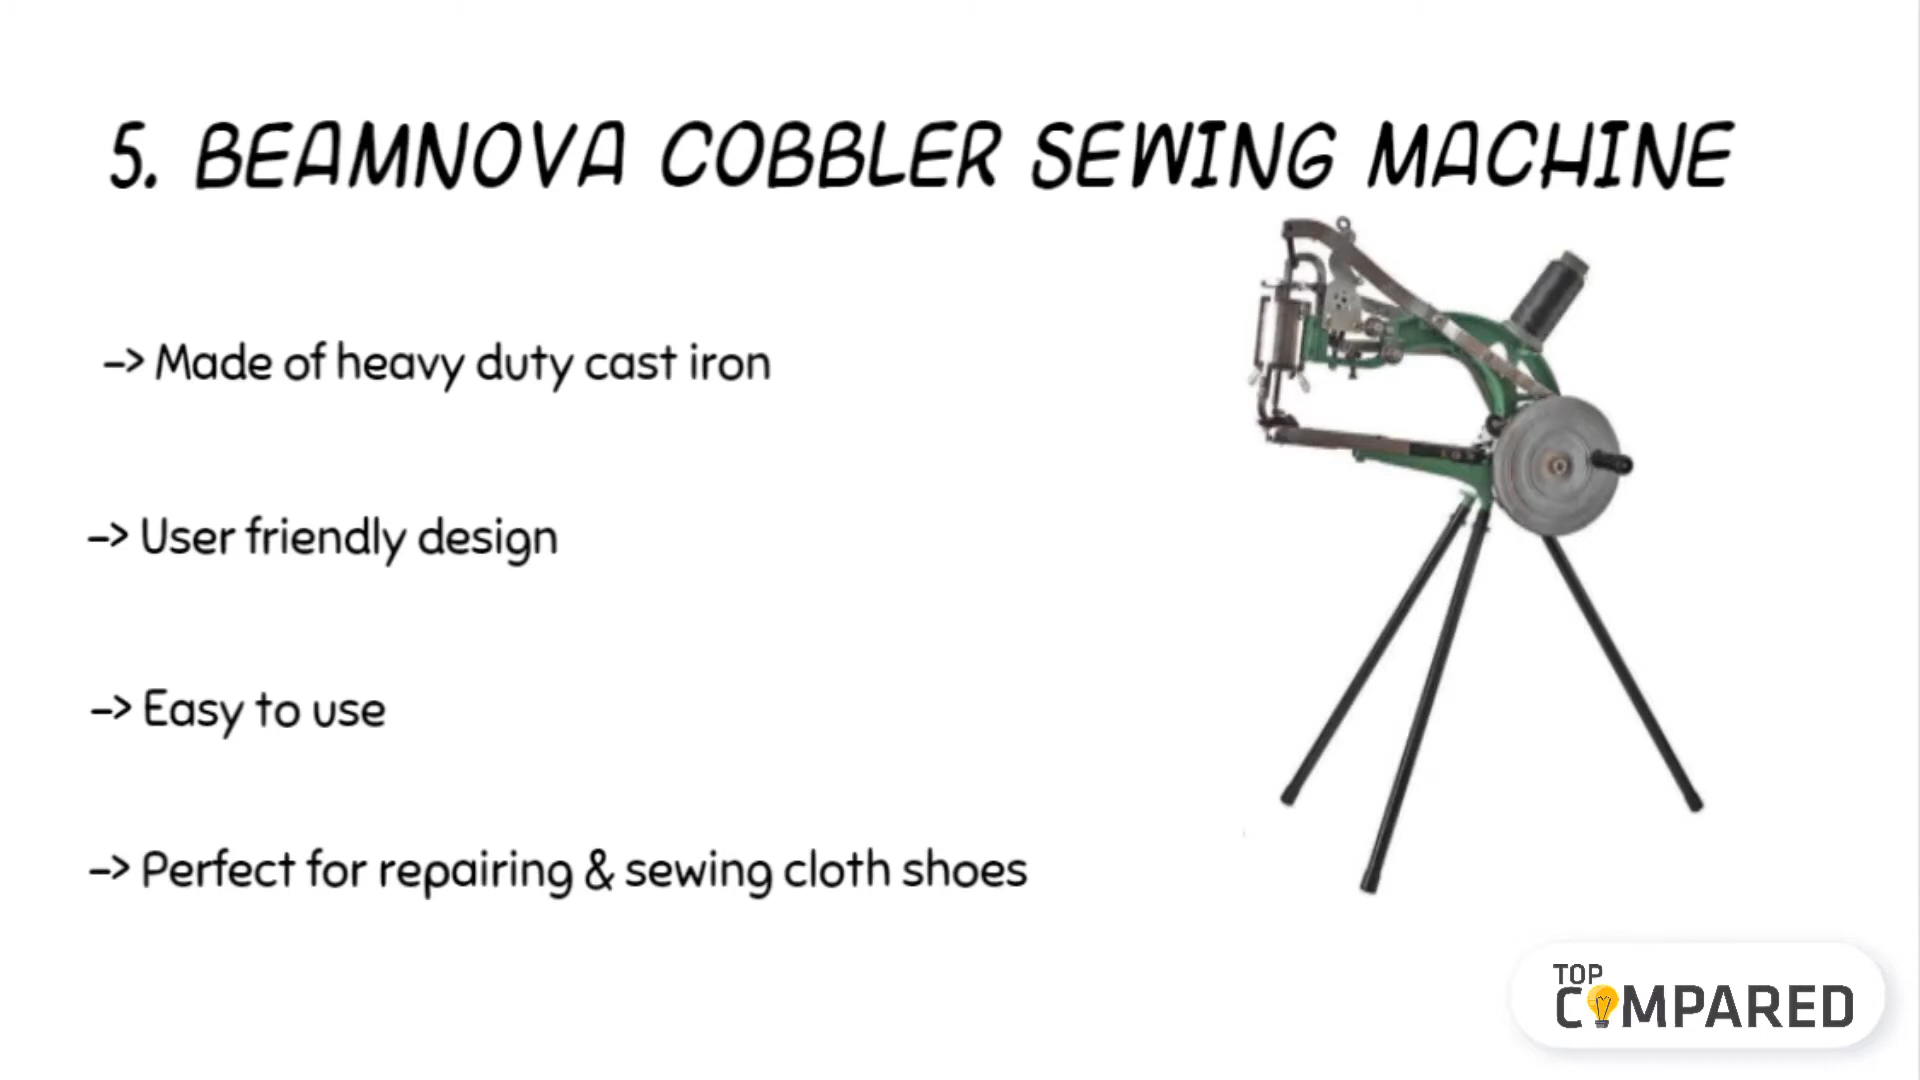 5. BEAMNOVA COBBLER SEWING MACHINE
-> Made of heavy duty cast iron
-> User friendly design
-> Easy to use
-> Perfect for repairing & sewing cloth shoes
TOP
COMPARED